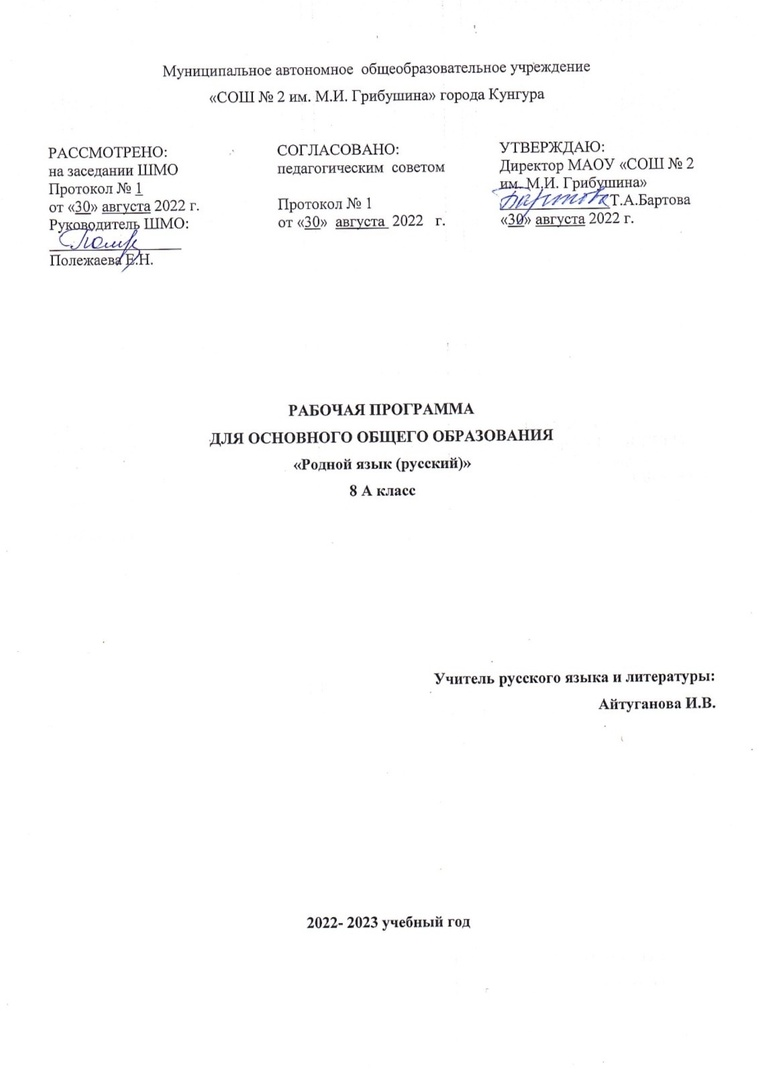 Муниципальное автономное общеобразовательное учреждение
«СОШ № 2 им. М.И. Грибушина» города Кунгура
РАССМОТРЕНО:
на заседании ШМО
Протокол № 1
от «30» августа 2022 г.
Руководитель ШМО:
Полежаева Е.Н.
СОГЛАСОВАНО:
педагогическим советом
Протокол № 1
от «30» августа 2022 г.
УТВЕРЖДАЮ:
Директор МАОУ «СОШ № 2
им. М.И. Грибушина»
Т.А.Бартова
«30» августа 2022 г.
РАБОЧАЯ ПРОГРАММА
ДЛЯ ОСНОВНОГО ОБЩЕГО ОБРАЗОВАНИЯ
«Родной язык (русский)»
8 А класс
Учитель русского языка и литературы:
Айтуганова И.В.
2022- 2023 учебный год